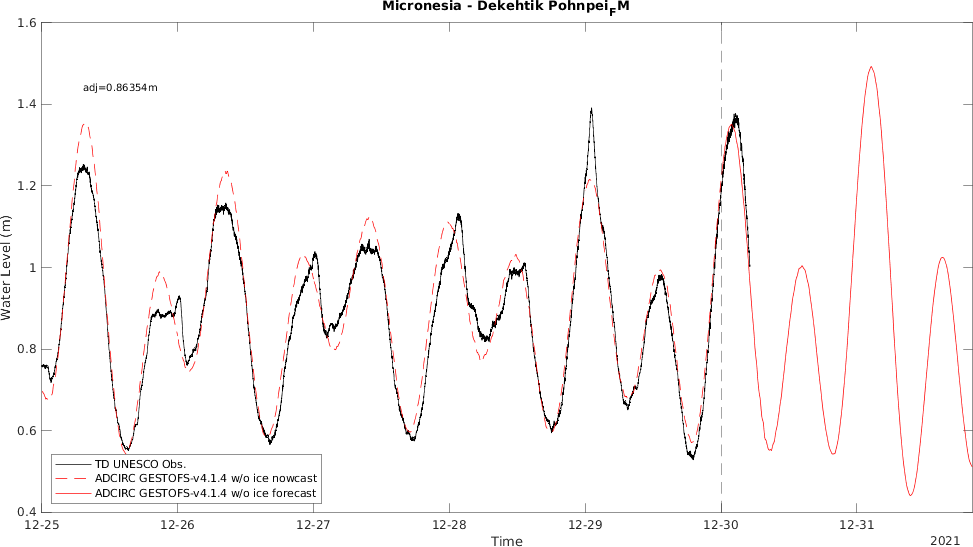 Micronesia - Dekehtik PohnpeiFM
adj=0.86354m
Water Level (m)
1.6
1.4
1.2
1
0.8
0.6
0.4
TD UNESCO Obs.
ADCIRC GESTOFS-v4.1.4 w/o ice nowcast
ADCIRC GESTOFS-v4.1.4 w/o ice forecast
12-25 12-26 12-27 12-28 12-29 12-30 12-31
Time
2021